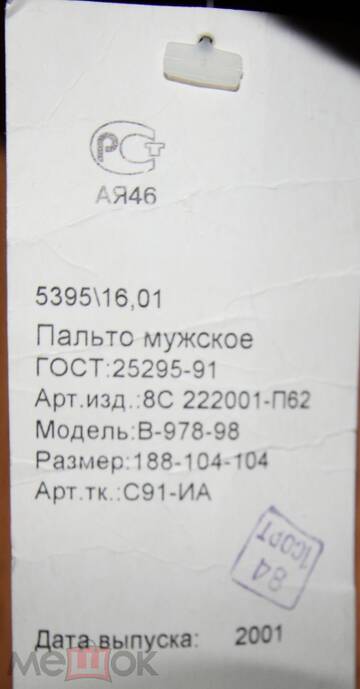 РСТ
АЯ46
5395\16,01
Пальто мужское
ГОСТ:25295-91
Арт.изд.:8С 222001-П62
Модель:В-978-98
Размер:188-104-104
Арт.тк.:С91-ИА
84
1СОРТ
Дата выпуска: 2001
мешок